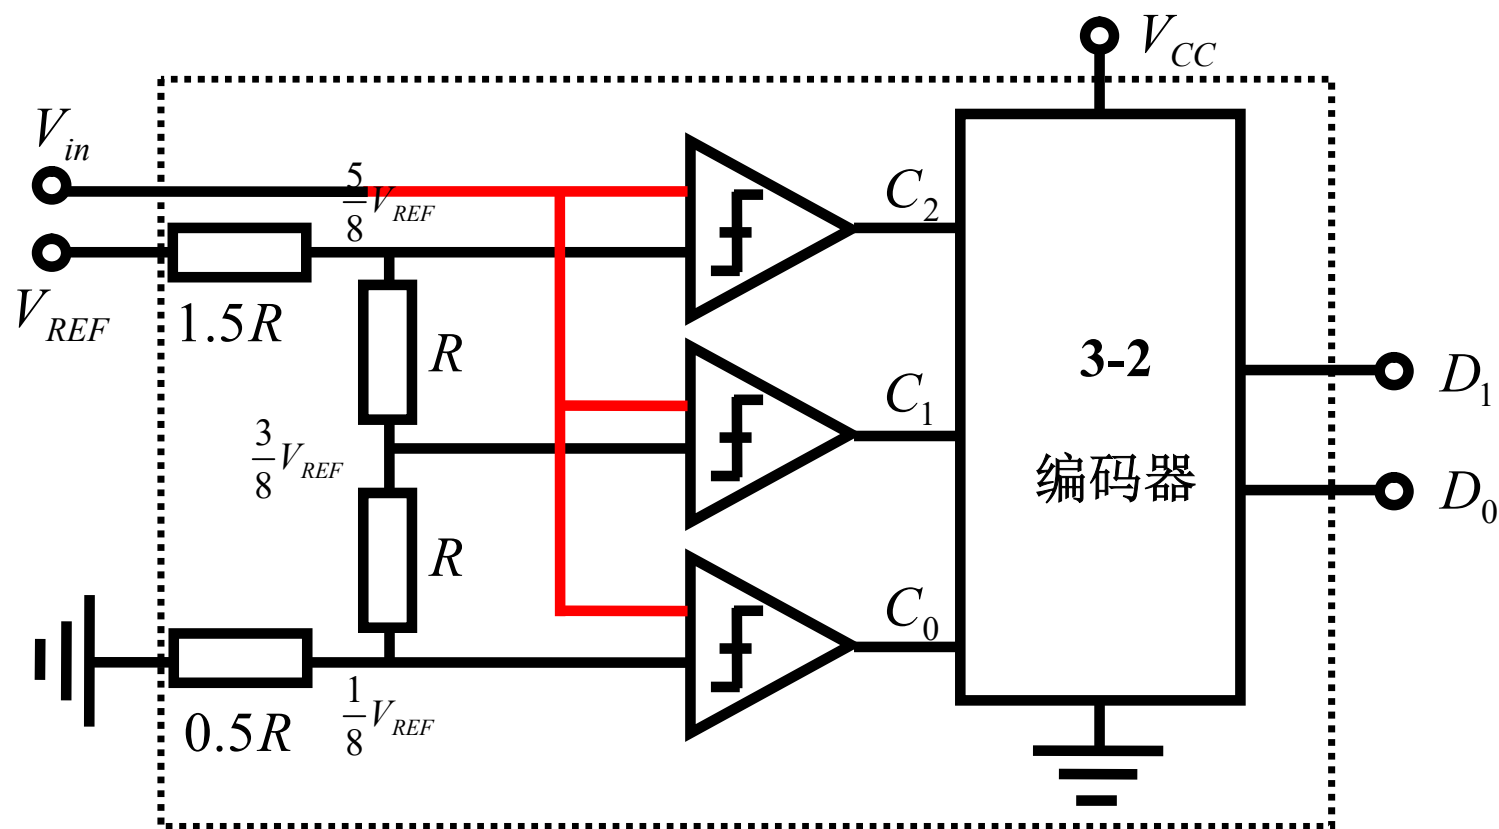 V_CC
V_in
5/8 V_REF
C_2
V_REF
1.5R
R
3-2
C_1
D_1
3/8 V_REF
编码器
D_0
R
C_0
1/8 V_REF
0.5R